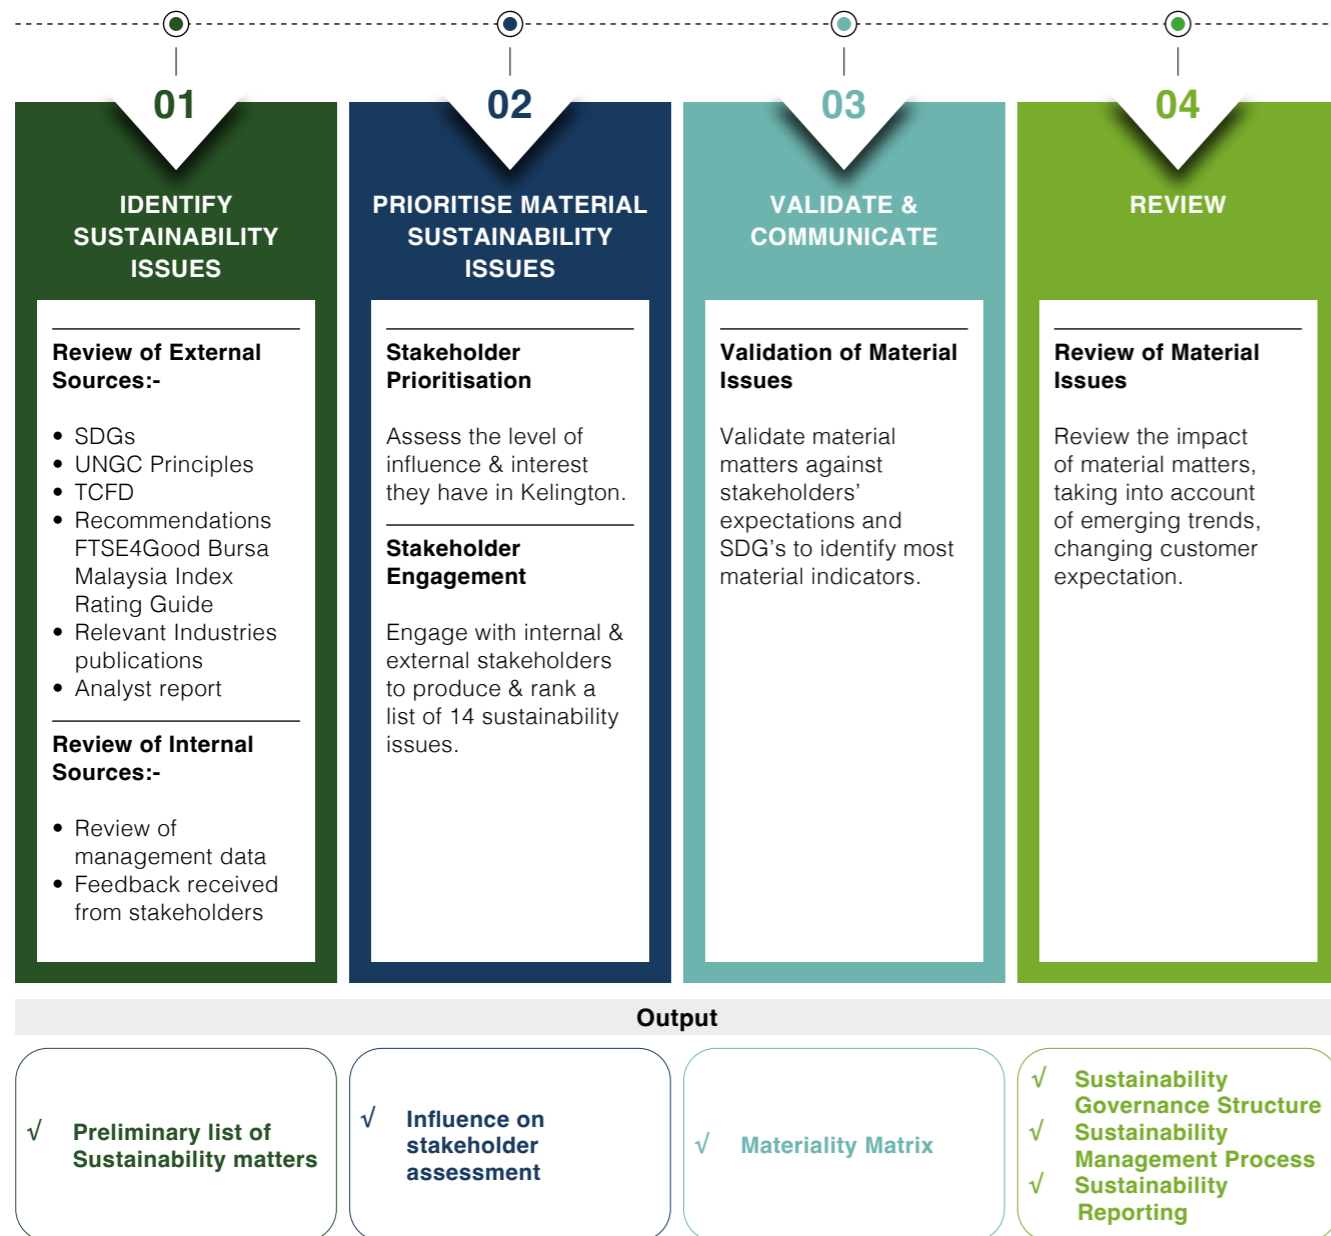 01
IDENTIFY
SUSTAINABILITY
ISSUES
Review of External
Sources:-
• SDGs
• UNGC Principles
• TCFD
• Recommendations
FTSE4Good Bursa
Malaysia Index
Rating Guide
• Relevant Industries
publications
• Analyst report
Review of Internal
Sources:-
• Review of
management data
• Feedback received
from stakeholders
02
PRIORITISE MATERIAL
SUSTAINABILITY
ISSUES
Stakeholder
Prioritisation
Assess the level of
influence & interest
they have in Kelington.
Stakeholder
Engagement
Engage with internal &
external stakeholders
to produce & rank a
list of 14 sustainability
issues.
03
VALIDATE &
COMMUNICATE
Validation of Material
Issues
Validate material
matters against
stakeholders’
expectations and
SDG's to identify most
material indicators.
04
REVIEW
Review of Material
Issues
Review the impact
of material matters,
taking into account
of emerging trends,
changing customer
expectation.
Output
√ Preliminary list of
Sustainability matters
√ Influence on
stakeholder
assessment
√ Materiality Matrix
√ Sustainability
Governance Structure
√ Sustainability
Management Process
√ Sustainability
Reporting